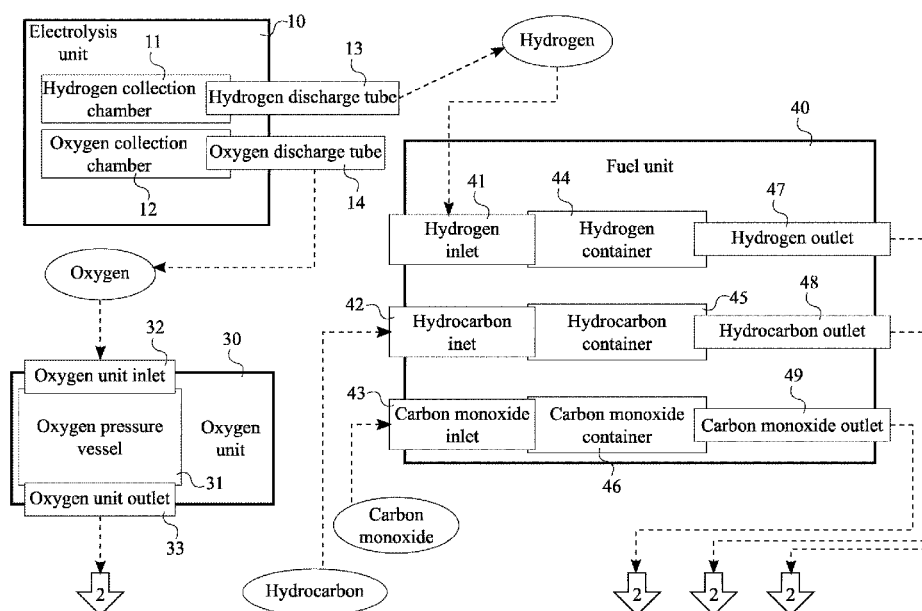 Electrolysis
unit
10
11
Hydrogen collection
chamber
13
Hydrogen discharge tube
Hydrogen
Oxygen collection
chamber
12
Oxygen discharge tube
14
Oxygen
40
Fuel unit
41
Hydrogen
inlet
44
Hydrogen
container
47
Hydrogen outlet
42
Hydrocarbon
inet
45
Hydrocarbon
container
48
Hydrocarbon outlet
43
Carbon monoxide
inlet
Carbon monoxide
container
46
49
Carbon monoxide outlet
32
30
Oxygen unit inlet
Oxygen pressure
vessel
31
Oxygen
unit
Oxygen unit outlet
33
Carbon
monoxide
Hydrocarbon
2
2
2
2